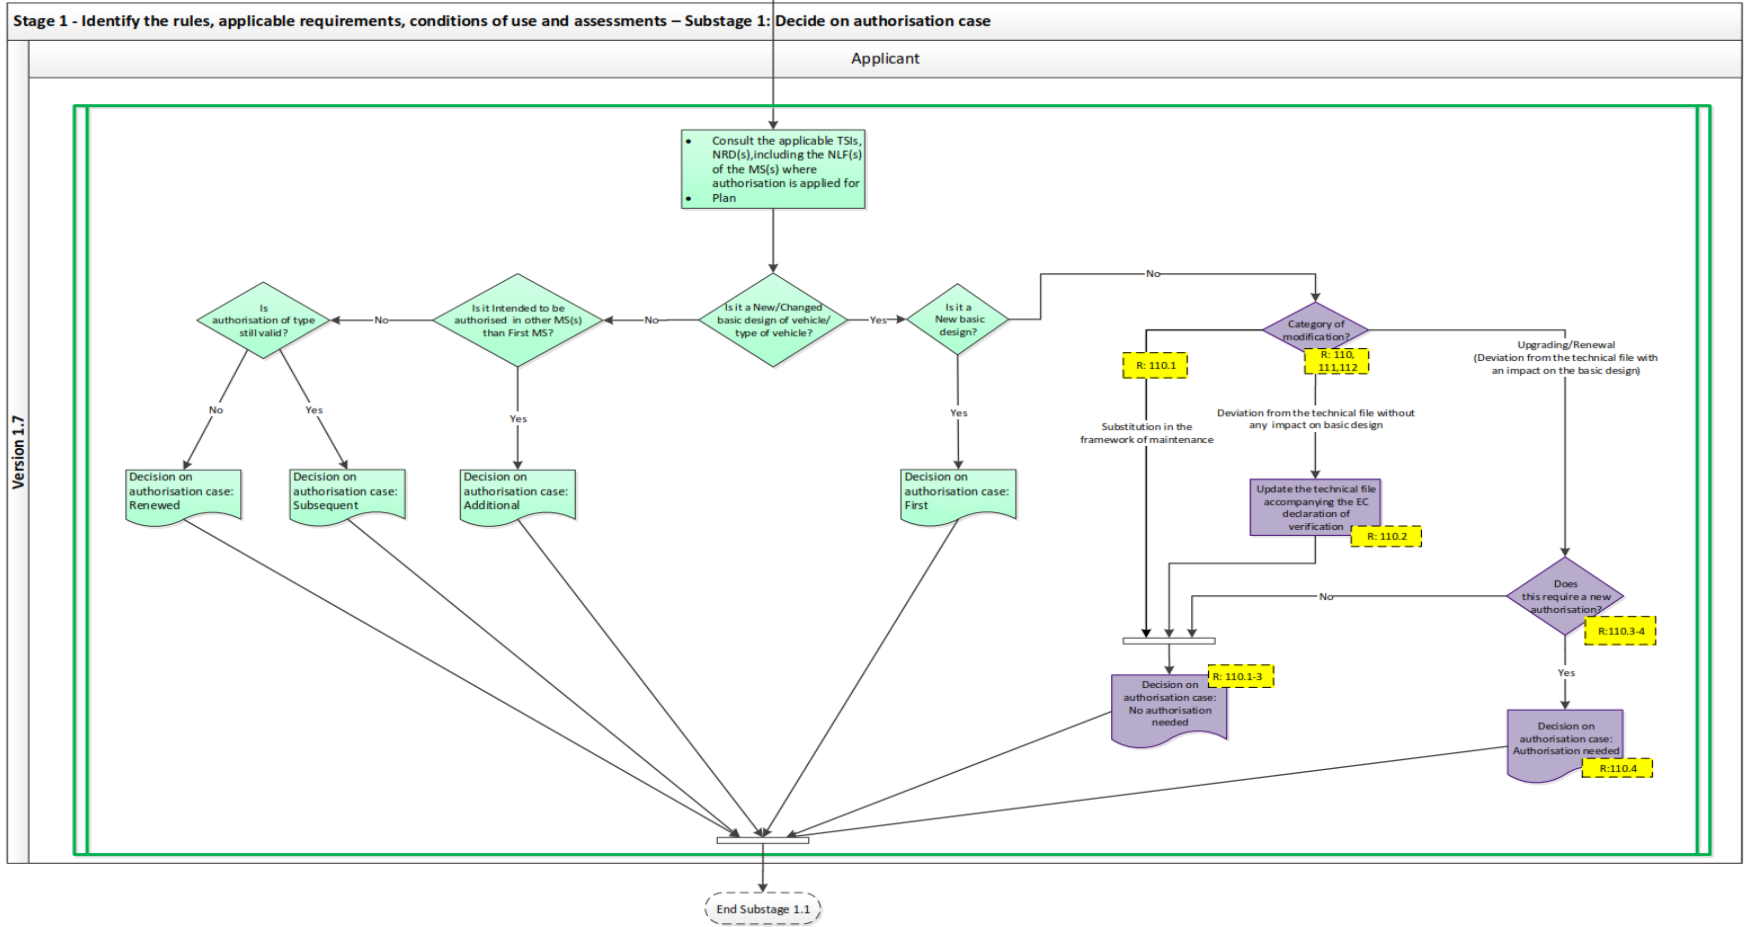 Stage 1 - Identify the rules, applicable requirements, conditions of use and assessments – Substage 1: Decide on authorisation case
Applicant
Version 1.7
• Consult the applicable TSIs,
NRD(s),including the NLF(s)
of the MS(s) where
authorisation is applied for
• Plan
Is
authorisation of type
still valid?
No
Is it Intended to be
authorised in other MS(s)
than First MS?
No
Is it a New/Changed
basic design of vehicle/
type of vehicle?
Yes
Is it a
New basic
design?
No
Category of
modification?
R: 110,
111,112
R: 110.1
Upgrading/Renewal
(Deviation from the technical file with
an impact on the basic design)
No
Yes
Yes
Yes
Substitution in the
framework of maintenance
Deviation from the technical file without
any impact on basic design
Decision on
authorisation case:
Renewed
Decision on
authorisation case:
Subsequent
Decision on
authorisation case:
Additional
Decision on
authorisation case:
First
Update the technical file
accompanying the EC
declaration of
verification
R: 110.2
Does
this require a new
authorisation?
R:110.3-4
No
Yes
Decision on
authorisation case:
No authorisation
needed
R: 110.1-3
Decision on
authorisation case:
Authorisation needed
R:110.4
End Substage 1.1